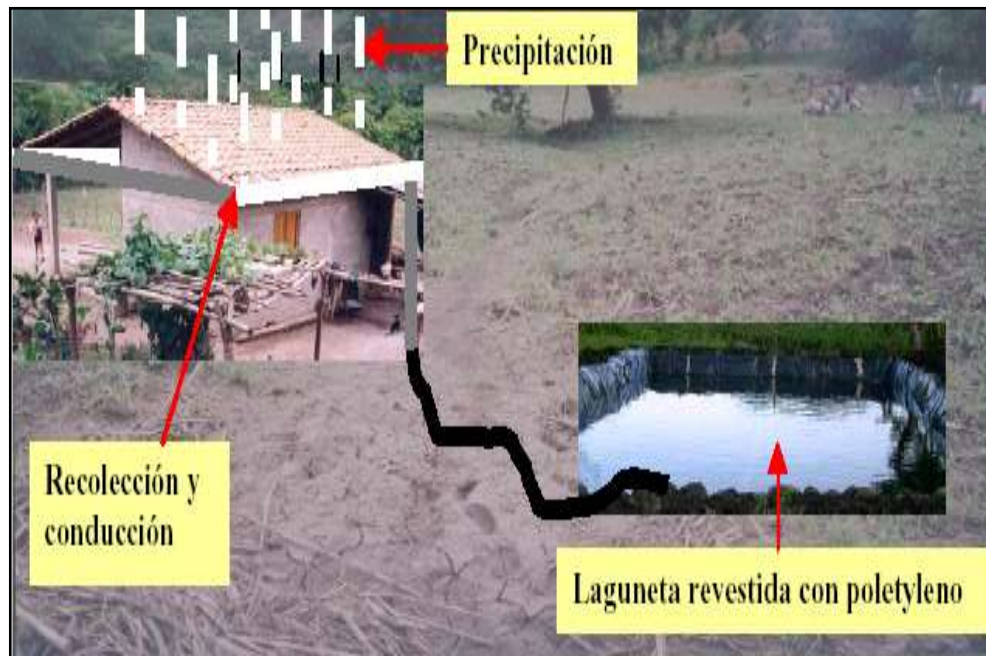 Precipitación
Recolección y
conducción
Laguneta revestida con poletyleno